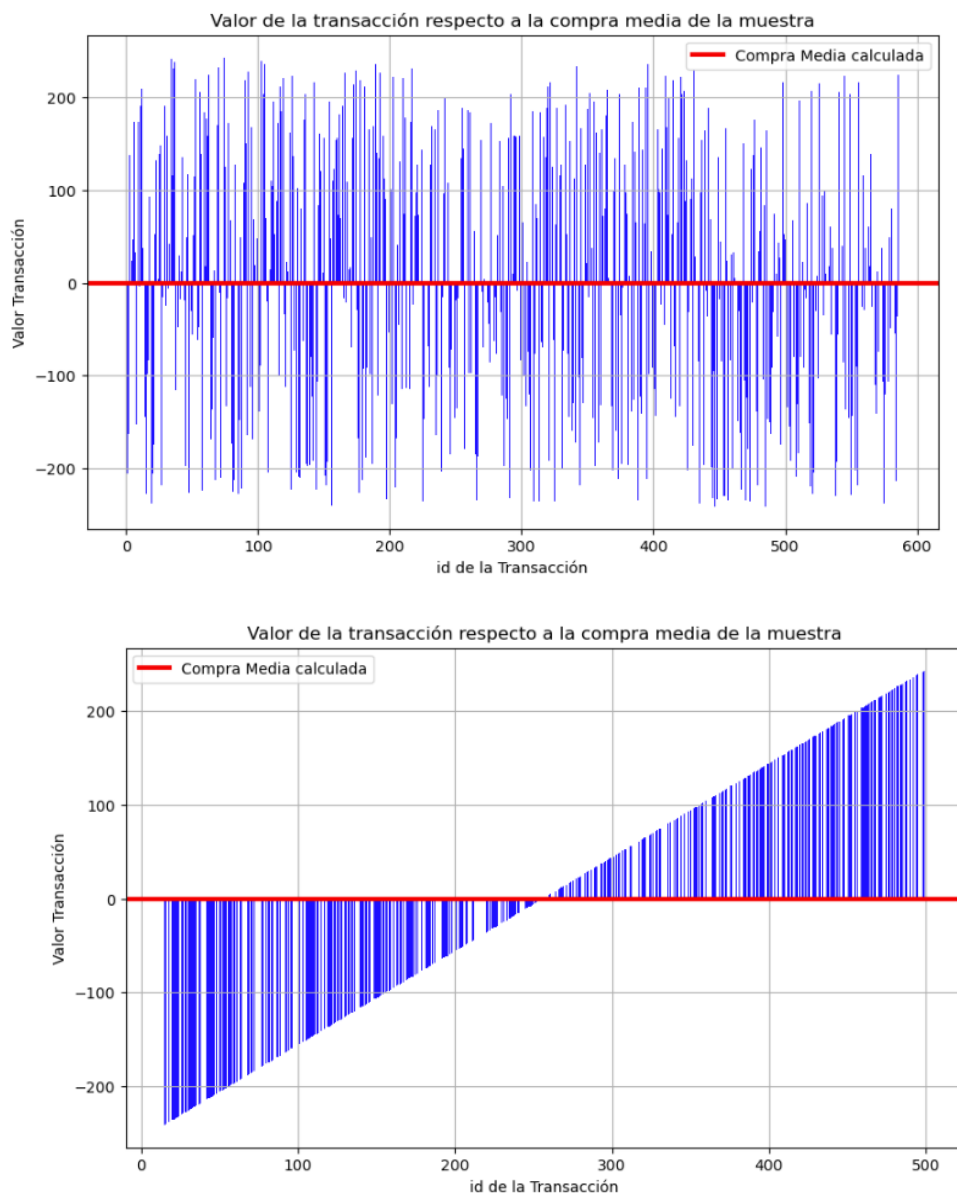 Valor de la transacción respecto a la compra media de la muestra
Compra Media calculada
200
100
0
−100
−200
Valor Transacción
0 100 200 300 400 500 600
id de la Transacción
Valor de la transacción respecto a la compra media de la muestra
Compra Media calculada
200
100
0
−100
−200
Valor Transacción
0 100 200 300 400 500
id de la Transacción